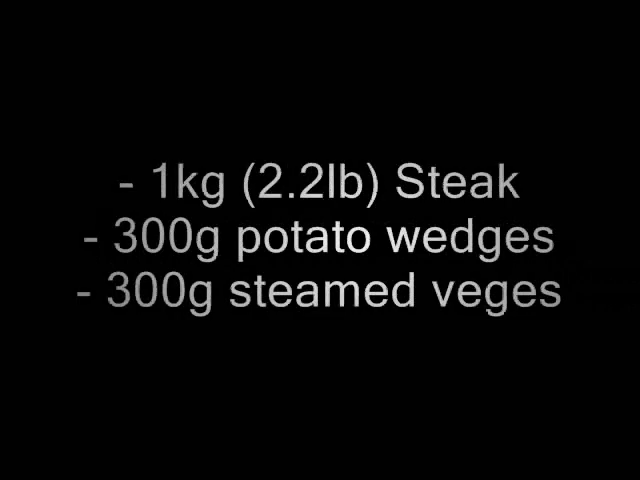 - 1kg (2.2lb) Steak
- 300g potato wedges
- 300g steamed veges